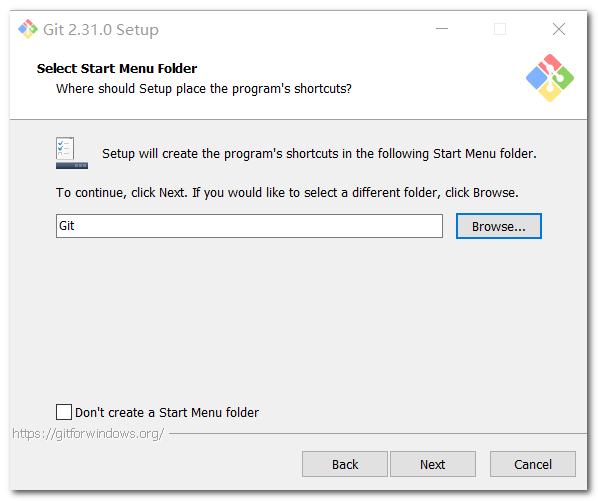 Git 2.31.0 Setup
Select Start Menu Folder
Where should Setup place the program's shortcuts?
Setup will create the program's shortcuts in the following Start Menu folder.
To continue, click Next. If you would like to select a different folder, click Browse.
Git
Browse...
Don't create a Start Menu folder
https://gitforwindows.org/
Back
Next
Cancel